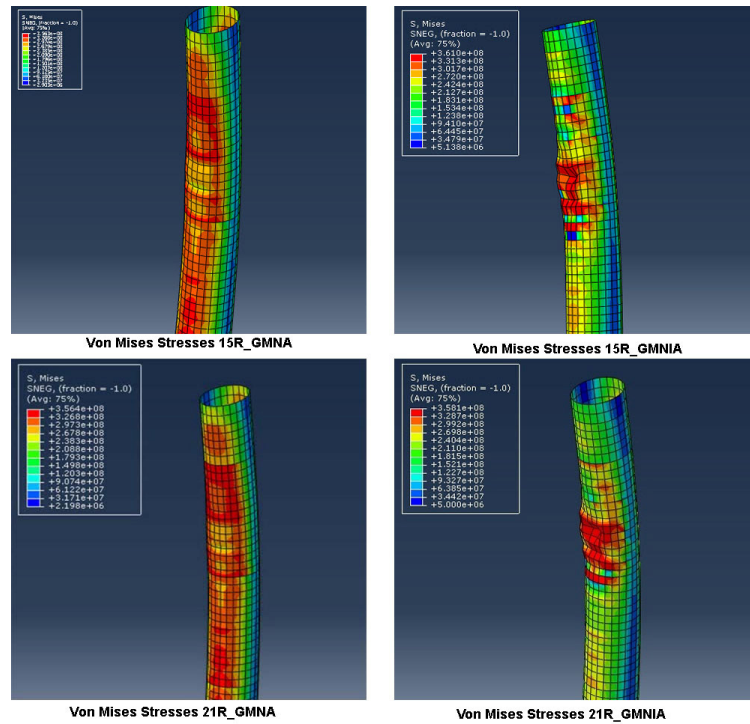 S, Mises
SNEG, (fraction = -1.0)
(Avg: 75%)
S, Mises
SNEG, (fraction = -1.0)
(Avg: 75%)
+3.610e+08
+3.313e+08
+3.017e+08
+2.720e+08
+2.424e+08
+2.127e+08
+1.831e+08
+1.534e+08
+1.238e+08
+9.410e+07
+6.445e+07
+3.479e+07
+5.138e+06
Von Mises Stresses 15R_GMNA
Von Mises Stresses 15R_GMNIA
S, Mises
SNEG, (fraction = -1.0)
(Avg: 75%)
+3.564e+08
+3.268e+08
+2.973e+08
+2.678e+08
+2.383e+08
+2.088e+08
+1.793e+08
+1.498e+08
+1.203e+08
+9.074e+07
+6.122e+07
+3.171e+07
+2.198e+06
S, Mises
SNEG, (fraction = -1.0)
(Avg: 75%)
+3.581e+08
+3.287e+08
+2.992e+08
+2.698e+08
+2.404e+08
+2.110e+08
+1.815e+08
+1.521e+08
+1.227e+08
+9.327e+07
+6.385e+07
+3.442e+07
+5.000e+06
Von Mises Stresses 21R_GMNA
Von Mises Stresses 21R_GMNIA